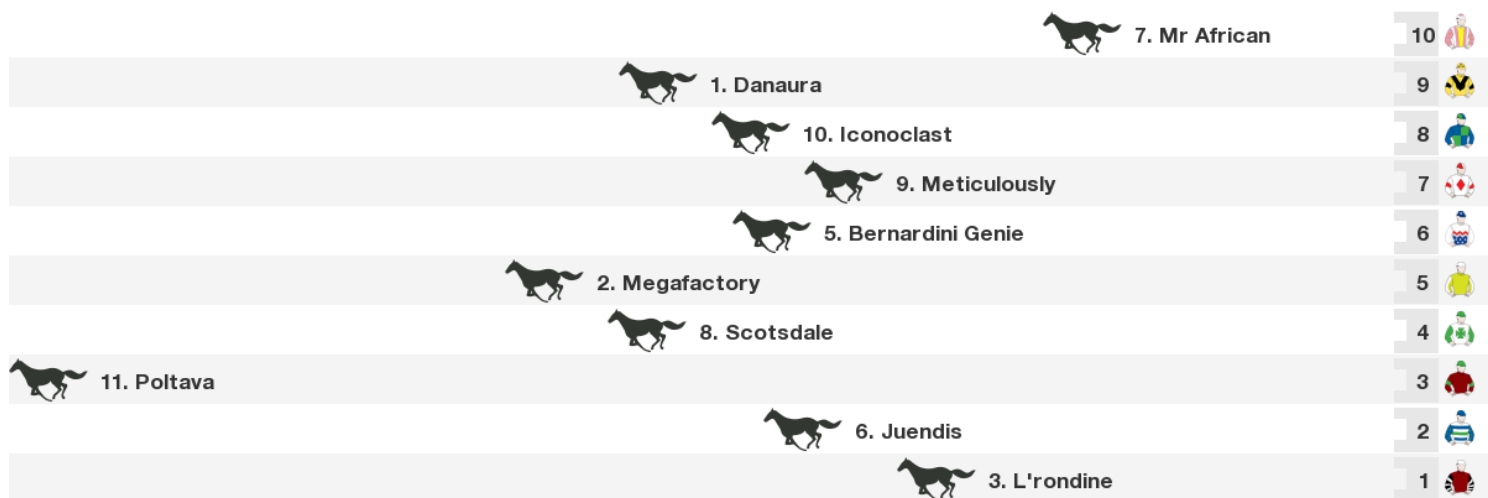 7. Mr African 10
1. Danaura 9
10. Iconoclast 8
9. Meticulously 7
5. Bernardini Genie 6
2. Megafactory 5
8. Scotsdale 4
11. Poltava 3
6. Juendis 2
3. L'rondine 1